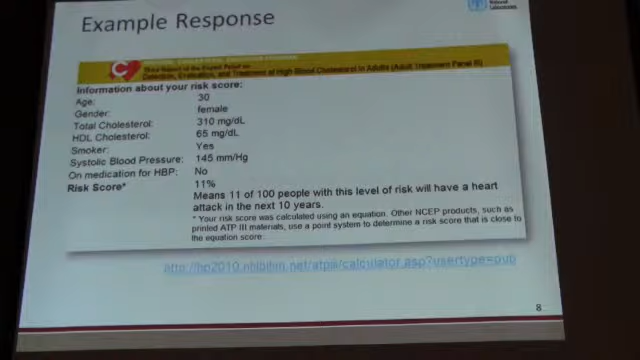 Example Response
National
Laboratories
Third Report of the Expert Panel on
Detection, Evaluation, and Treatment of High Blood Cholesterol in Adults (Adult Treatment Panel III)
Information about your risk score:
Age: 30
Gender: female
Total Cholesterol: 310 mg/dL
HDL Cholesterol: 65 mg/dL
Smoker: Yes
Systolic Blood Pressure: 145 mm/Hg
On medication for HBP: No
Risk Score* 11%
Means 11 of 100 people with this level of risk will have a heart
attack in the next 10 years.
* Your risk score was calculated using an equation. Other NCEP products, such as
printed ATP III materials, use a point system to determine a risk score that is close to
the equation score.
http://hp2010.nhlbihin.net/atpiii/calculator.asp?usertype=pub
8